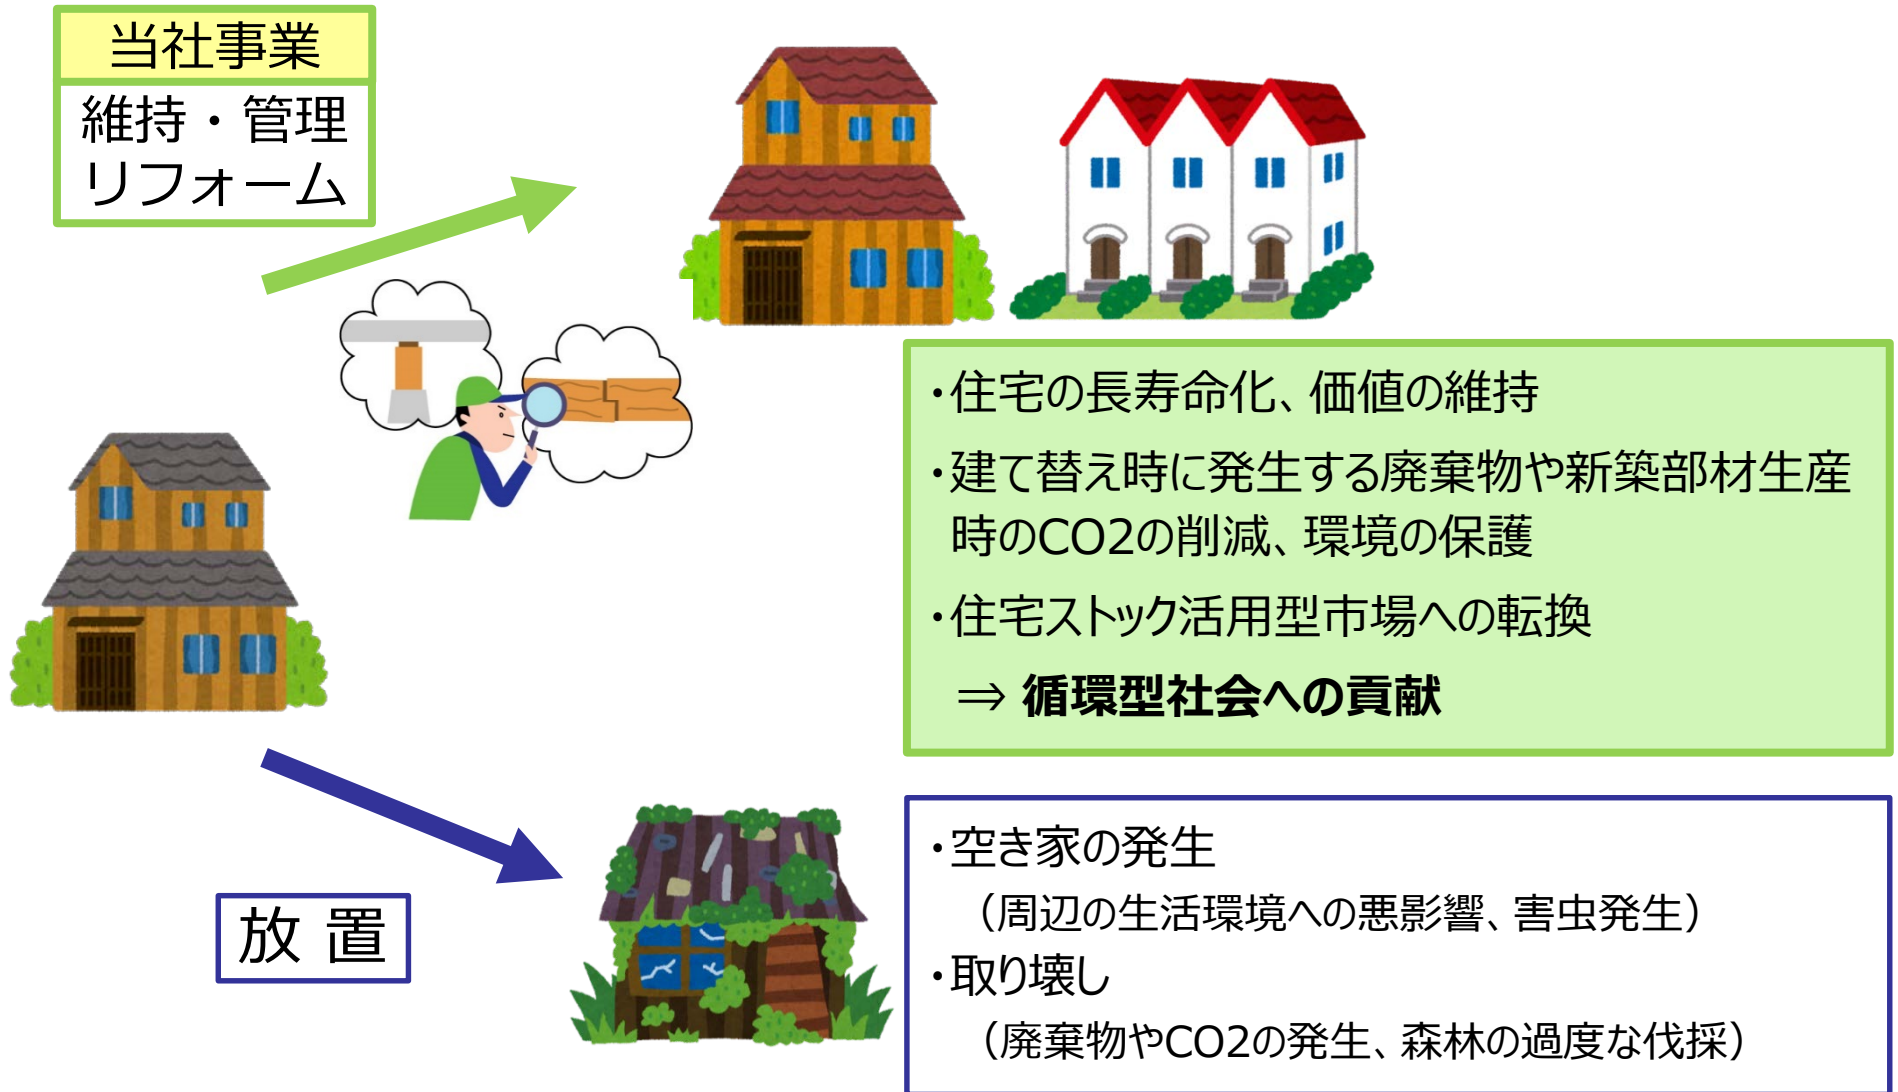 当社事業
維持・管理
リフォーム
・住宅の長寿命化、価値の維持
・建て替え時に発生する廃棄物や新築部材生産
時のCO2の削減、環境の保護
・住宅ストック活用型市場への転換
⇒ 循環型社会への貢献
放 置
・空き家の発生
（周辺の生活環境への悪影響、害虫発生）
・取り壊し
（廃棄物やCO2の発生、森林の過度な伐採）